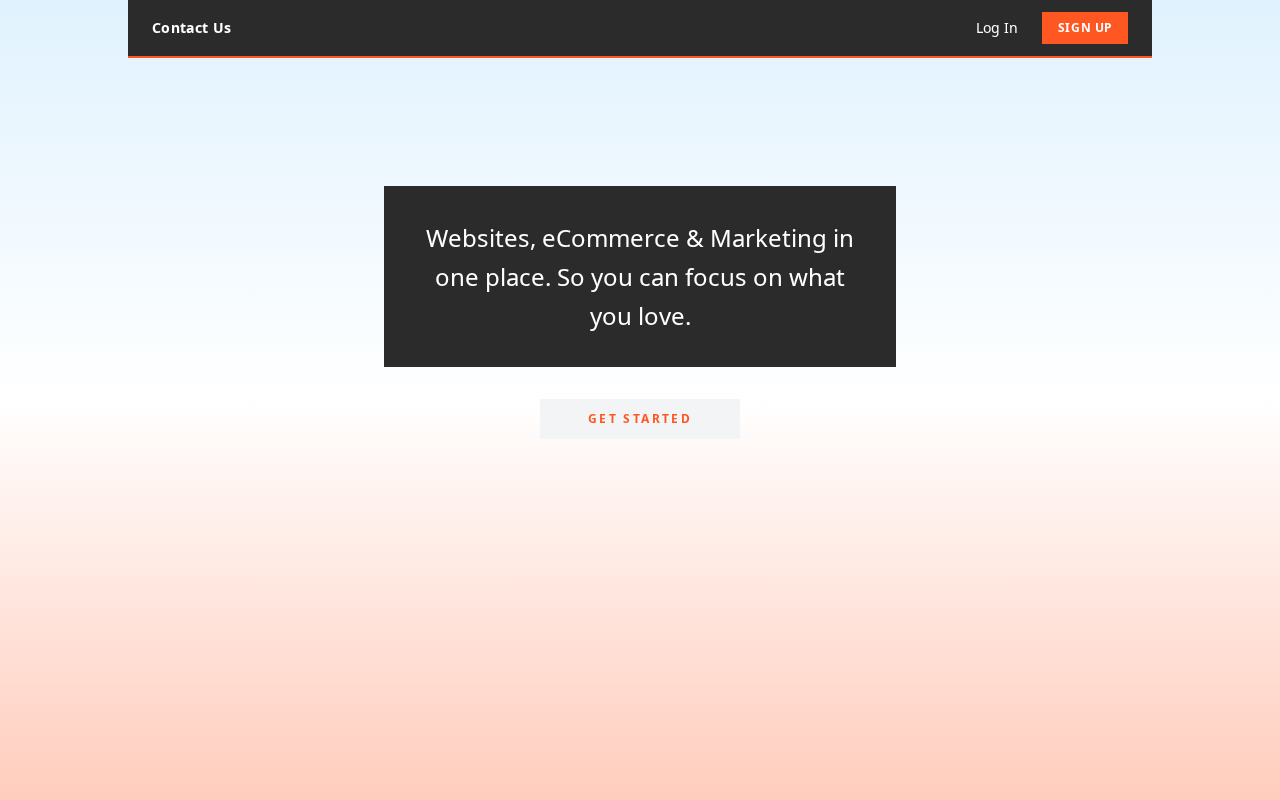 Contact Us
Log In
SIGN UP
Websites, eCommerce & Marketing in
one place. So you can focus on what
you love.
GET STARTED